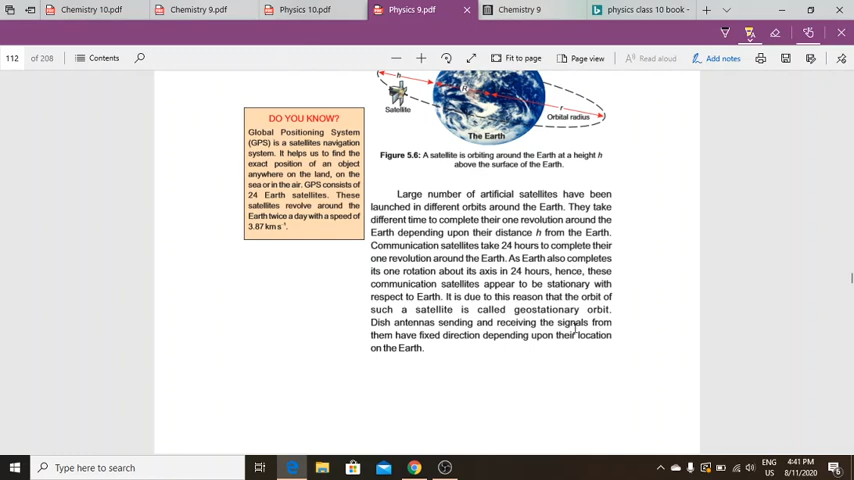 Chemistry 10.pdf
Chemistry 9.pdf
Physics 10.pdf
Physics 9.pdf
Chemistry 9
physics class 10 book -
112 of 208
Contents
Fit to page
Page view
Read aloud
Add notes
h
R
r
Satellite
Orbital radius
The Earth
Figure 5.6: A satellite is orbiting around the Earth at a height h
above the surface of the Earth.
DO YOU KNOW?
Global Positioning System
(GPS) is a satellites navigation
system. It helps us to find the
exact position of an object
anywhere on the land, on the
sea or in the air. GPS consists of
24 Earth satellites. These
satellites revolve around the
Earth twice a day with a speed of
3.87 km s⁻¹.
Large number of artificial satellites have been
launched in different orbits around the Earth. They take
different time to complete their one revolution around the
Earth depending upon their distance h from the Earth.
Communication satellites take 24 hours to complete their
one revolution around the Earth. As Earth also completes
its one rotation about its axis in 24 hours, hence, these
communication satellites appear to be stationary with
respect to Earth. It is due to this reason that the orbit of
such a satellite is called geostationary orbit.
Dish antennas sending and receiving the signals from
them have fixed direction depending upon their location
on the Earth.
Type here to search
ENG
US
4:41 PM
8/11/2020